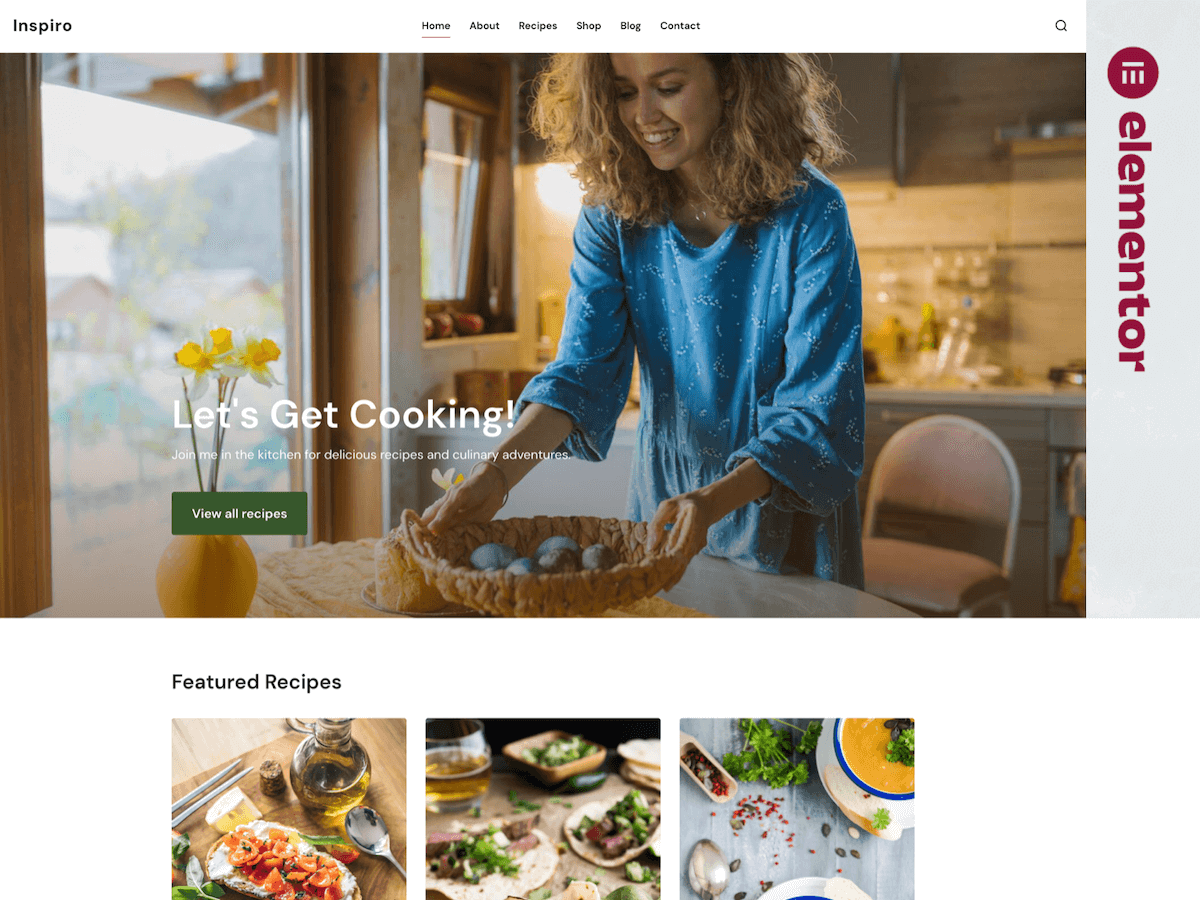 Inspiro
Home About Recipes Shop Blog Contact
elementor
Let's Get Cooking!
Join me in the kitchen for delicious recipes and culinary adventures.
View all recipes
Featured Recipes